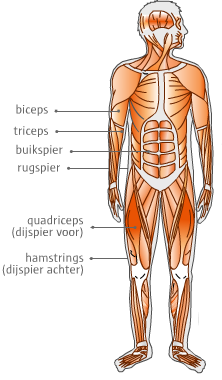 biceps
triceps
buikspier
rugspier
quadriceps
(dijspier voor)
hamstrings
(dijspier achter)